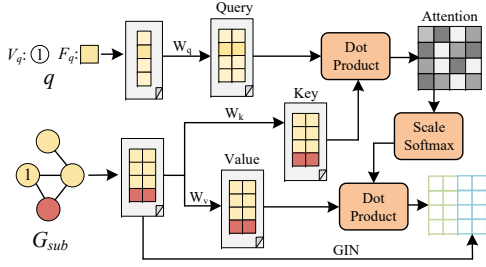 Query
Attention
V_q: ① F_q:
W_q
Dot
Product
q
Key
W_k
Scale
Softmax
1
Value
W_v
Dot
Product
G_sub
GIN